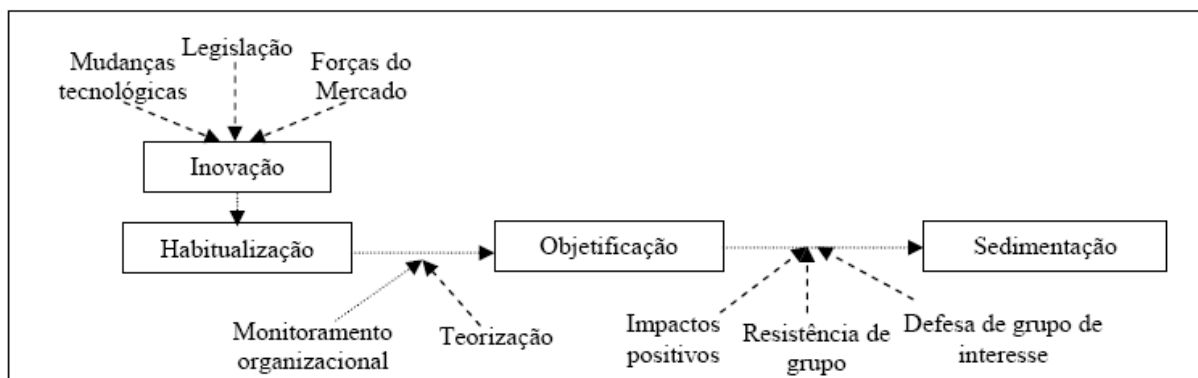 Legislação
Mudanças
tecnológicas
Forças do
Mercado
Inovação
Habitualização
Objetificação
Sedimentação
Monitoramento
organizacional
Teorização
Impactos
positivos
Resistência de
grupo
Defesa de grupo de
interesse